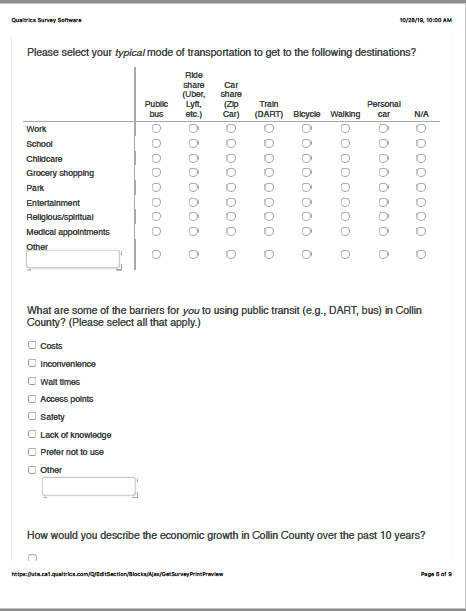 Qualtrics Survey Software 10/28/19, 10:00 AM
Please select your typical mode of transportation to get to the following destinations?
Public bus Ride share (Uber, Lyft, etc.) Car share (Zip Car) Train (DART) Bicycle Walking Personal car N/A
Work
School
Childcare
Grocery shopping
Park
Entertainment
Religious/spiritual
Medical appointments
Other
What are some of the barriers for you to using public transit (e.g., DART, bus) in Collin
County? (Please select all that apply.)
Costs
Inconvenience
Wait times
Access points
Safety
Lack of knowledge
Prefer not to use
Other
How would you describe the economic growth in Collin County over the past 10 years?
https://uta.ca1.qualtrics.com/Q/EditSection/Blocks/Ajax/GetSurveyPrintPreview Page 5 of 9